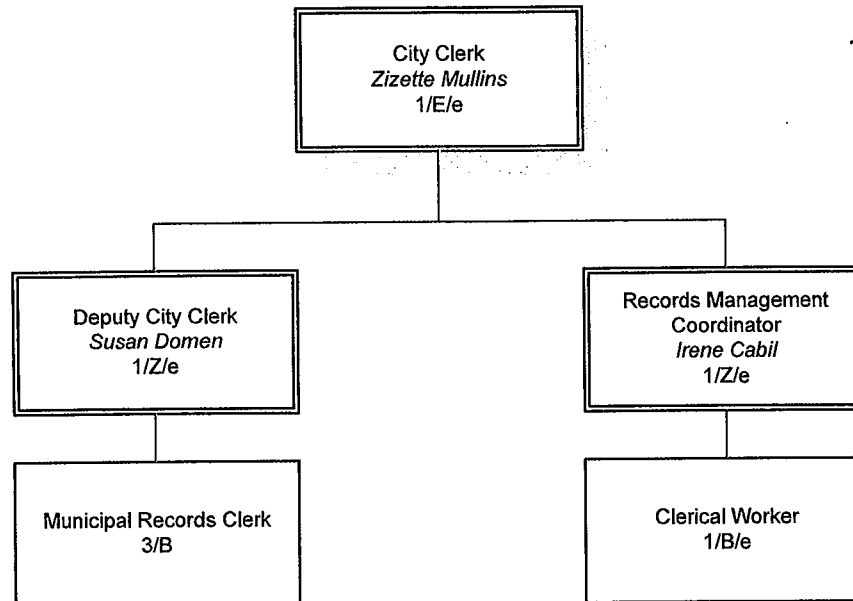 City Clerk
Zizette Mullins
1/E/e
Deputy City Clerk
Susan Domen
1/Z/e
Records Management
Coordinator
Irene Cabil
1/Z/e
Municipal Records Clerk
3/B
Clerical Worker
1/B/e